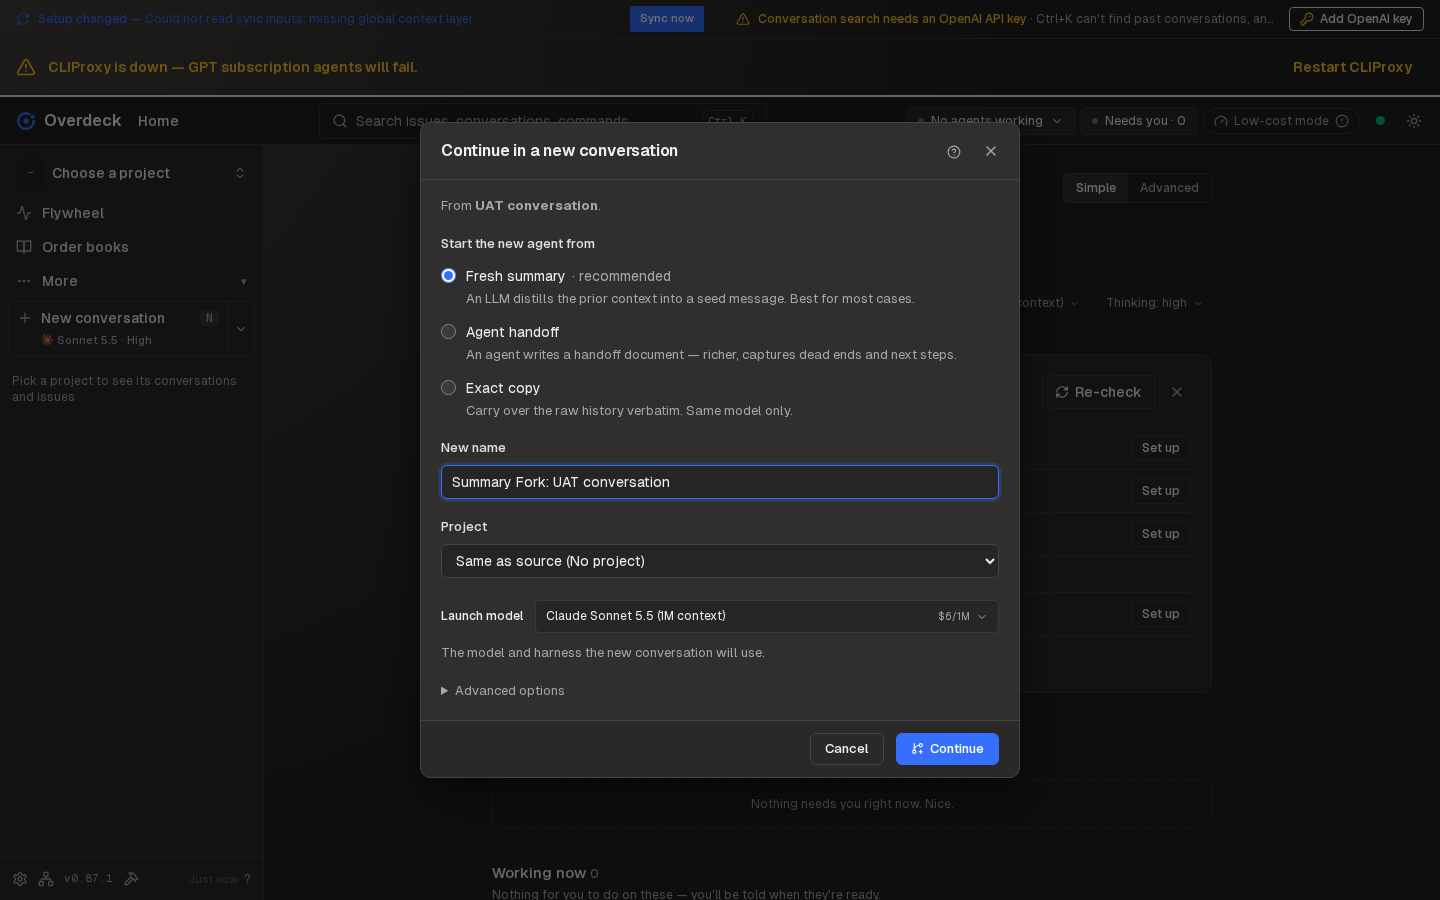 Setup changed — Could not read sync inputs: missing global context layer.
Sync now
Conversation search needs an OpenAI API key · Ctrl+K can't find past conversations, an…
Add OpenAI key
CLIProxy is down — GPT subscription agents will fail.
Restart CLIProxy
Overdeck
Home
Search issues, conversations, commands
Ctrl K
No agents working
Needs you · 0
Low-cost mode
Choose a project
Flywheel
Order books
More
New conversation
N
Sonnet 5.5 · High
Pick a project to see its conversations
and issues
Simple
Advanced
context)
Thinking: high
Re-check
Set up
Set up
Set up
Set up
Continue in a new conversation
From UAT conversation.
Start the new agent from
Fresh summary · recommended
An LLM distills the prior context into a seed message. Best for most cases.
Agent handoff
An agent writes a handoff document — richer, captures dead ends and next steps.
Exact copy
Carry over the raw history verbatim. Same model only.
New name
Summary Fork: UAT conversation
Project
Same as source (No project)
Launch model
Claude Sonnet 5.5 (1M context)
$6/1M
The model and harness the new conversation will use.
Advanced options
Cancel
Continue
Nothing needs you right now. Nice.
Working now 0
Nothing for you to do on these — you'll be told when they're ready.
v0.87.1
Just now
?